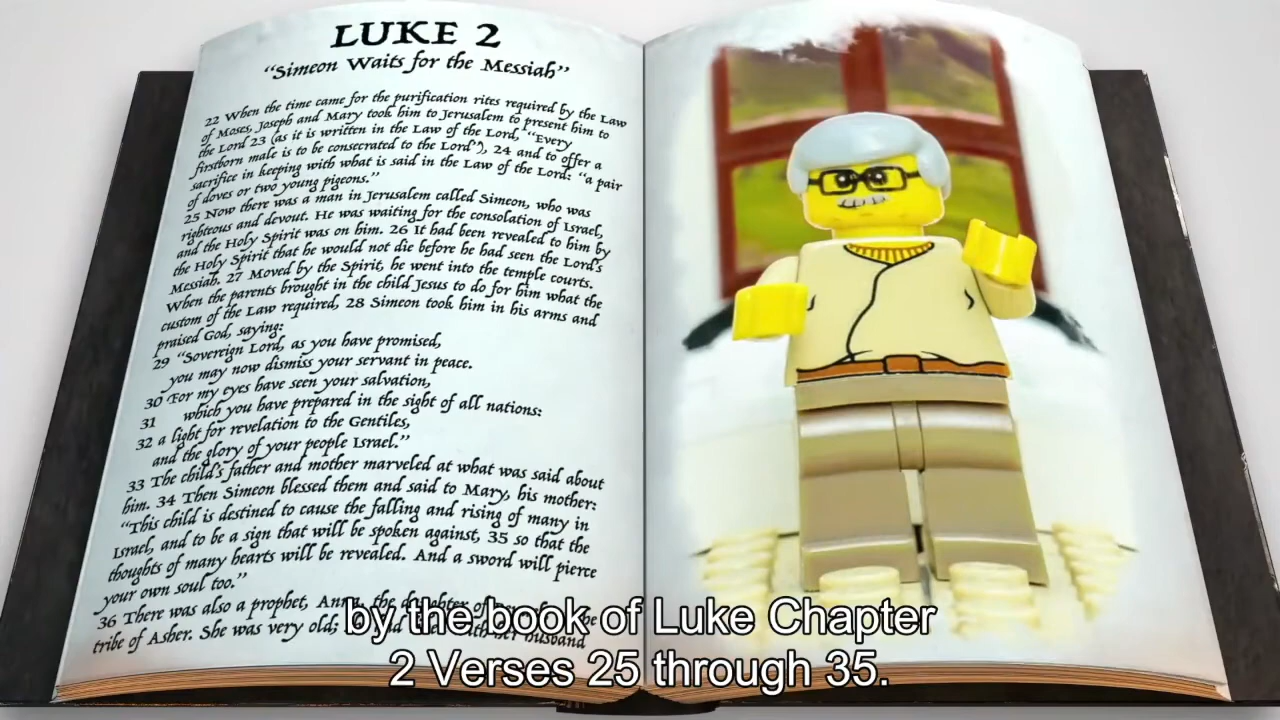 LUKE 2
“Simeon Waits for the Messiah”
22 When the time came for the purification rites required by the Law
of Moses, Joseph and Mary took him to Jerusalem to present him to
the Lord 23 (as it is written in the Law of the Lord, “Every
firstborn male is to be consecrated to the Lord”), 24 and to offer a
sacrifice in keeping with what is said in the Law of the Lord: “a pair
of doves or two young pigeons.”
25 Now there was a man in Jerusalem called Simeon, who was
righteous and devout. He was waiting for the consolation of Israel,
and the Holy Spirit was on him. 26 It had been revealed to him by
the Holy Spirit that he would not die before he had seen the Lord’s
Messiah. 27 Moved by the Spirit, he went into the temple courts.
When the parents brought in the child Jesus to do for him what the
custom of the Law required, 28 Simeon took him in his arms and
praised God, saying:
29 “Sovereign Lord, as you have promised,
you may now dismiss your servant in peace.
30 For my eyes have seen your salvation,
31 which you have prepared in the sight of all nations:
32 a light for revelation to the Gentiles,
and the glory of your people Israel.”
33 The child’s father and mother marveled at what was said about
him. 34 Then Simeon blessed them and said to Mary, his mother:
“This child is destined to cause the falling and rising of many in
Israel, and to be a sign that will be spoken against, 35 so that the
thoughts of many hearts will be revealed. And a sword will pierce
your own soul too.”
36 There was also a prophet, the daughter of
tribe of Asher. She was very old; her husband
by the book of Luke Chapter
2 Verses 25 through 35.